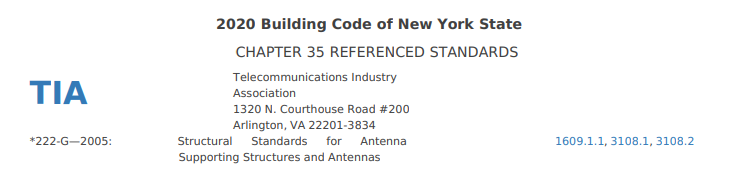 2020 Building Code of New York State
CHAPTER 35 REFERENCED STANDARDS
TIA
Telecommunications Industry
Association
1320 N. Courthouse Road #200
Arlington, VA 22201-3834
*222-G—2005: Structural Standards for Antenna 1609.1.1, 3108.1, 3108.2
Supporting Structures and Antennas